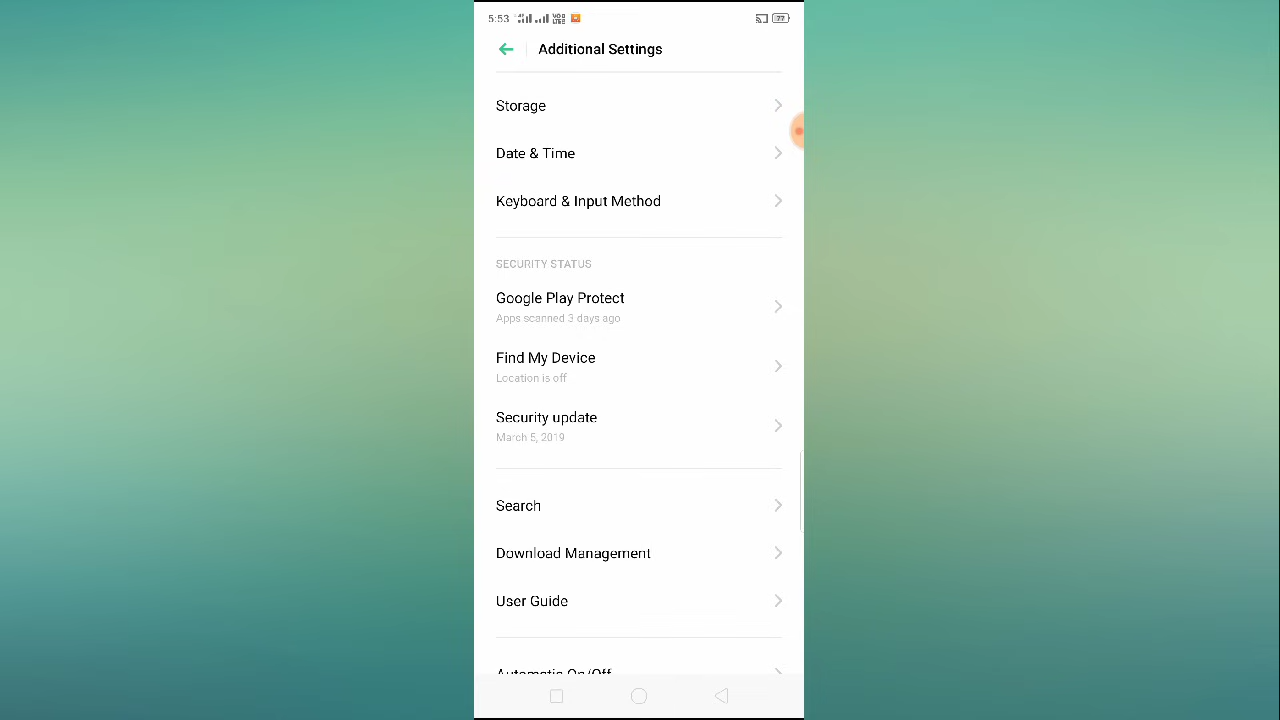 5:53 77
Additional Settings
Storage
Date & Time
Keyboard & Input Method
SECURITY STATUS
Google Play Protect
Apps scanned 3 days ago
Find My Device
Location is off
Security update
March 5, 2019
Search
Download Management
User Guide
Automatic On/Off